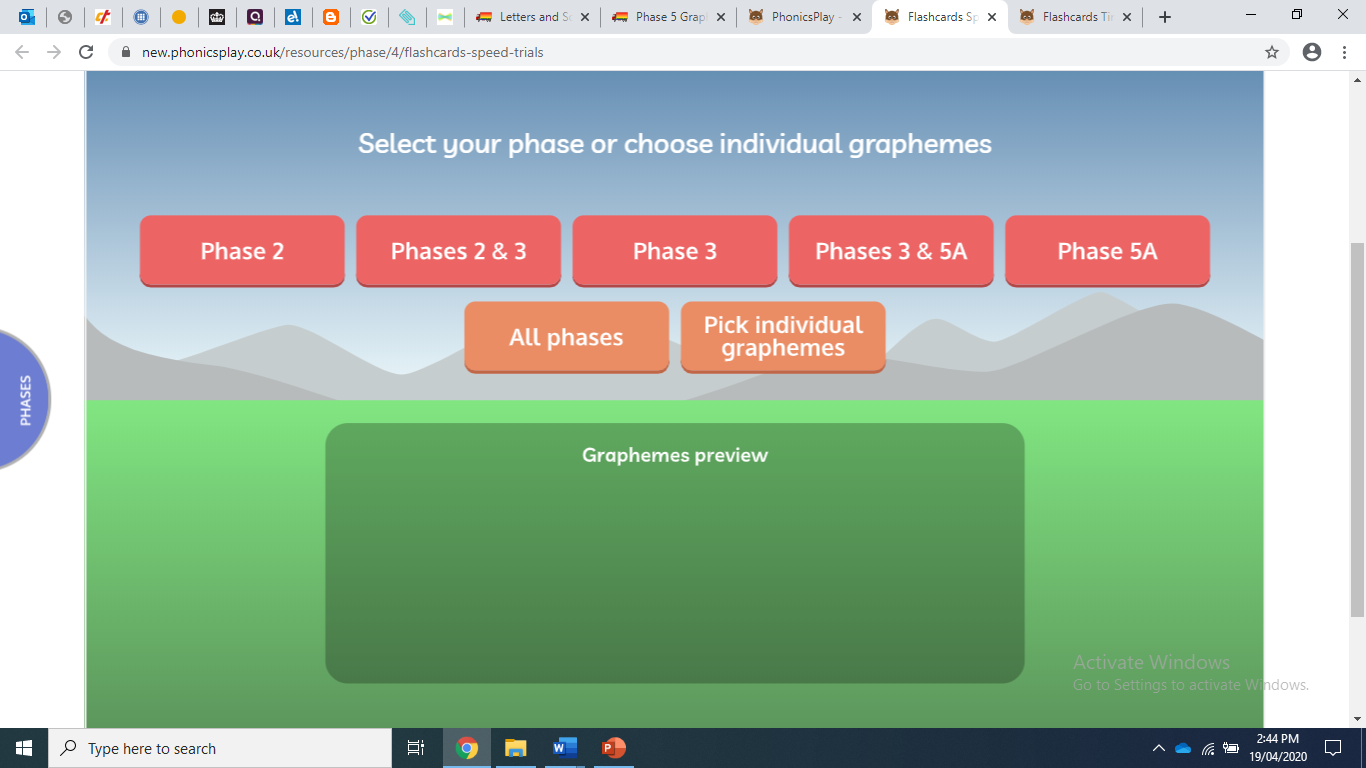 Letters and So
Phase 5 Grap
PhonicsPlay -
Flashcards Sp
Flashcards Ti
new.phonicsplay.co.uk/resources/phase/4/flashcards-speed-trials
Select your phase or choose individual graphemes
Phase 2
Phases 2 & 3
Phase 3
Phases 3 & 5A
Phase 5A
All phases
Pick individual
graphemes
PHASES
Graphemes preview
Activate Windows
Go to Settings to activate Windows.
Type here to search
2:44 PM
19/04/2020